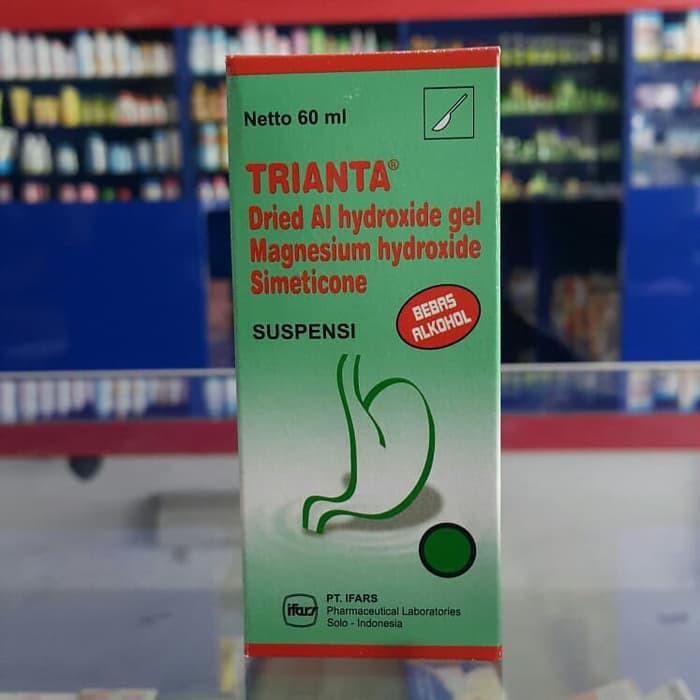 Netto 60 ml
TRIANTA®
Dried Al hydroxide gel
Magnesium hydroxide
Simeticone
BEBAS
ALKOHOL
SUSPENSI
ifars
PT. IFARS
Pharmaceutical Laboratories
Solo - Indonesia